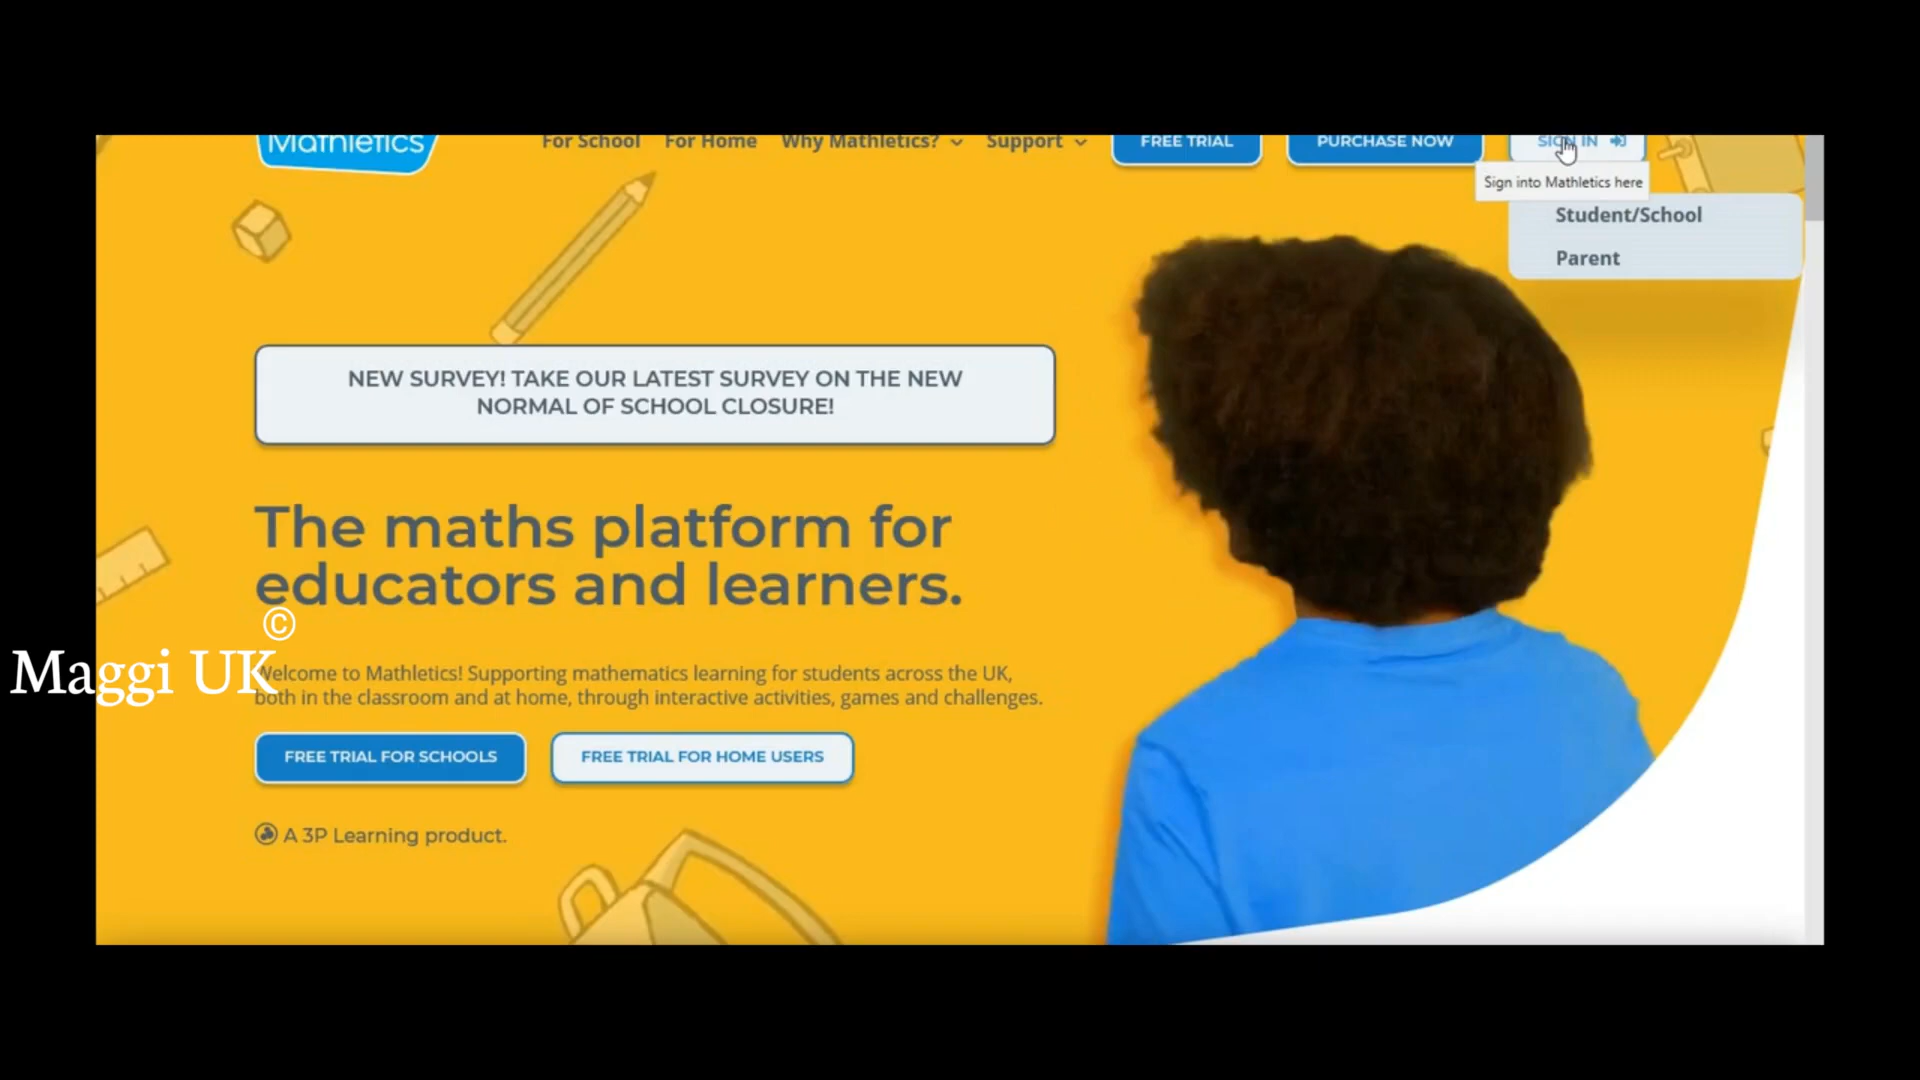 Mathletics
For School For Home Why Mathletics? Support FREE TRIAL PURCHASE NOW SIGN IN
Sign into Mathletics here
Student/School
Parent
NEW SURVEY! TAKE OUR LATEST SURVEY ON THE NEW
NORMAL OF SCHOOL CLOSURE!
The maths platform for
educators and learners.
©
Maggi UK
Welcome to Mathletics! Supporting mathematics learning for students across the UK,
both in the classroom and at home, through interactive activities, games and challenges.
FREE TRIAL FOR SCHOOLS FREE TRIAL FOR HOME USERS
A 3P Learning product.